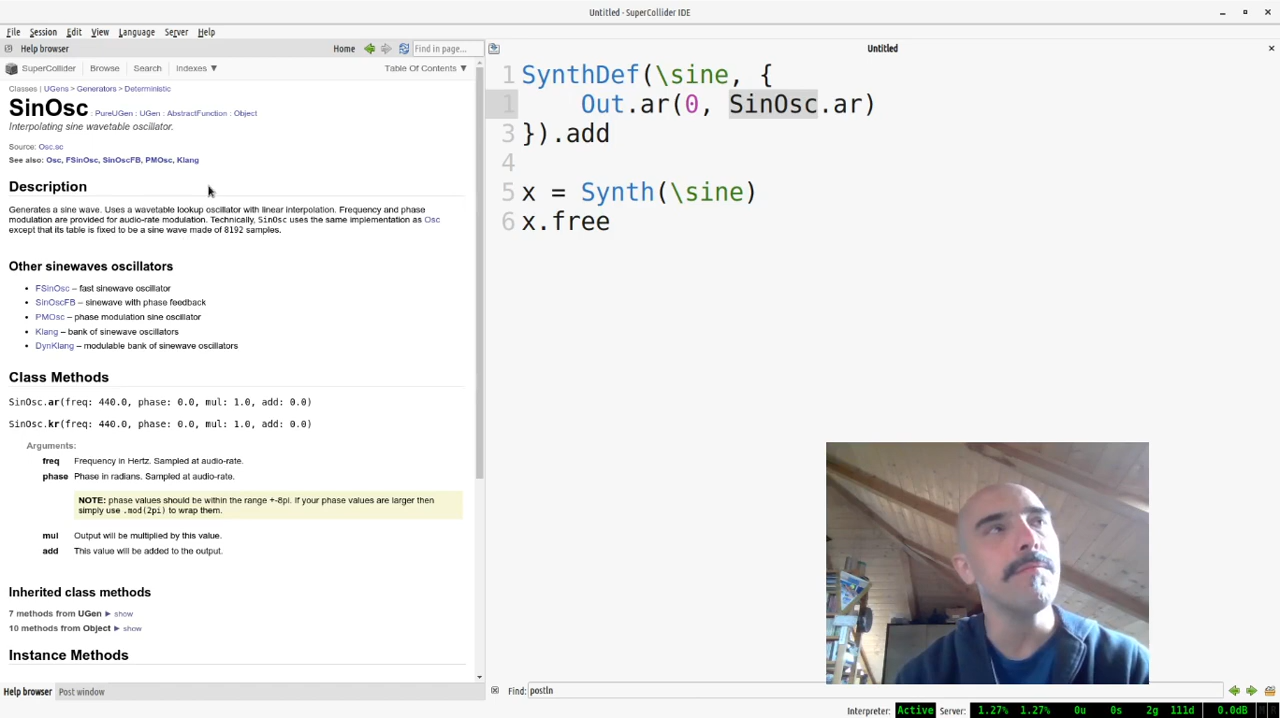 Untitled - SuperCollider IDE
File Session Edit View Language Server Help
Help browser Home Find in page...
SuperCollider Browse Search Indexes ▼ Table Of Contents ▼
Classes | UGens > Generators > Deterministic
SinOsc : PureUGen : UGen : AbstractFunction : Object
Interpolating sine wavetable oscillator.
Source: Osc.sc
See also: Osc, FSinOsc, SinOscFB, PMOsc, Klang
Description
Generates a sine wave. Uses a wavetable lookup oscillator with linear interpolation. Frequency and phase
modulation are provided for audio-rate modulation. Technically, SinOsc uses the same implementation as Osc
except that its table is fixed to be a sine wave made of 8192 samples.
Other sinewaves oscillators
• FSinOsc – fast sinewave oscillator
• SinOscFB – sinewave with phase feedback
• PMOsc – phase modulation sine oscillator
• Klang – bank of sinewave oscillators
• DynKlang – modulable bank of sinewave oscillators
Class Methods
SinOsc.ar(freq: 440.0, phase: 0.0, mul: 1.0, add: 0.0)
SinOsc.kr(freq: 440.0, phase: 0.0, mul: 1.0, add: 0.0)
Arguments:
freq Frequency in Hertz. Sampled at audio-rate.
phase Phase in radians. Sampled at audio-rate.
NOTE: phase values should be within the range +-8pi. If your phase values are larger then
simply use .mod(2pi) to wrap them.
mul Output will be multiplied by this value.
add This value will be added to the output.
Inherited class methods
7 methods from UGen ► show
10 methods from Object ► show
Instance Methods
Help browser Post window
Untitled
1 SynthDef(\sine, {
1 Out.ar(0, SinOsc.ar)
3 }).add
4
5 x = Synth(\sine)
6 x.free
Find: postln
Interpreter: Active Server: 1.27% 1.27% 0u 0s 2g 111d 0.0dB